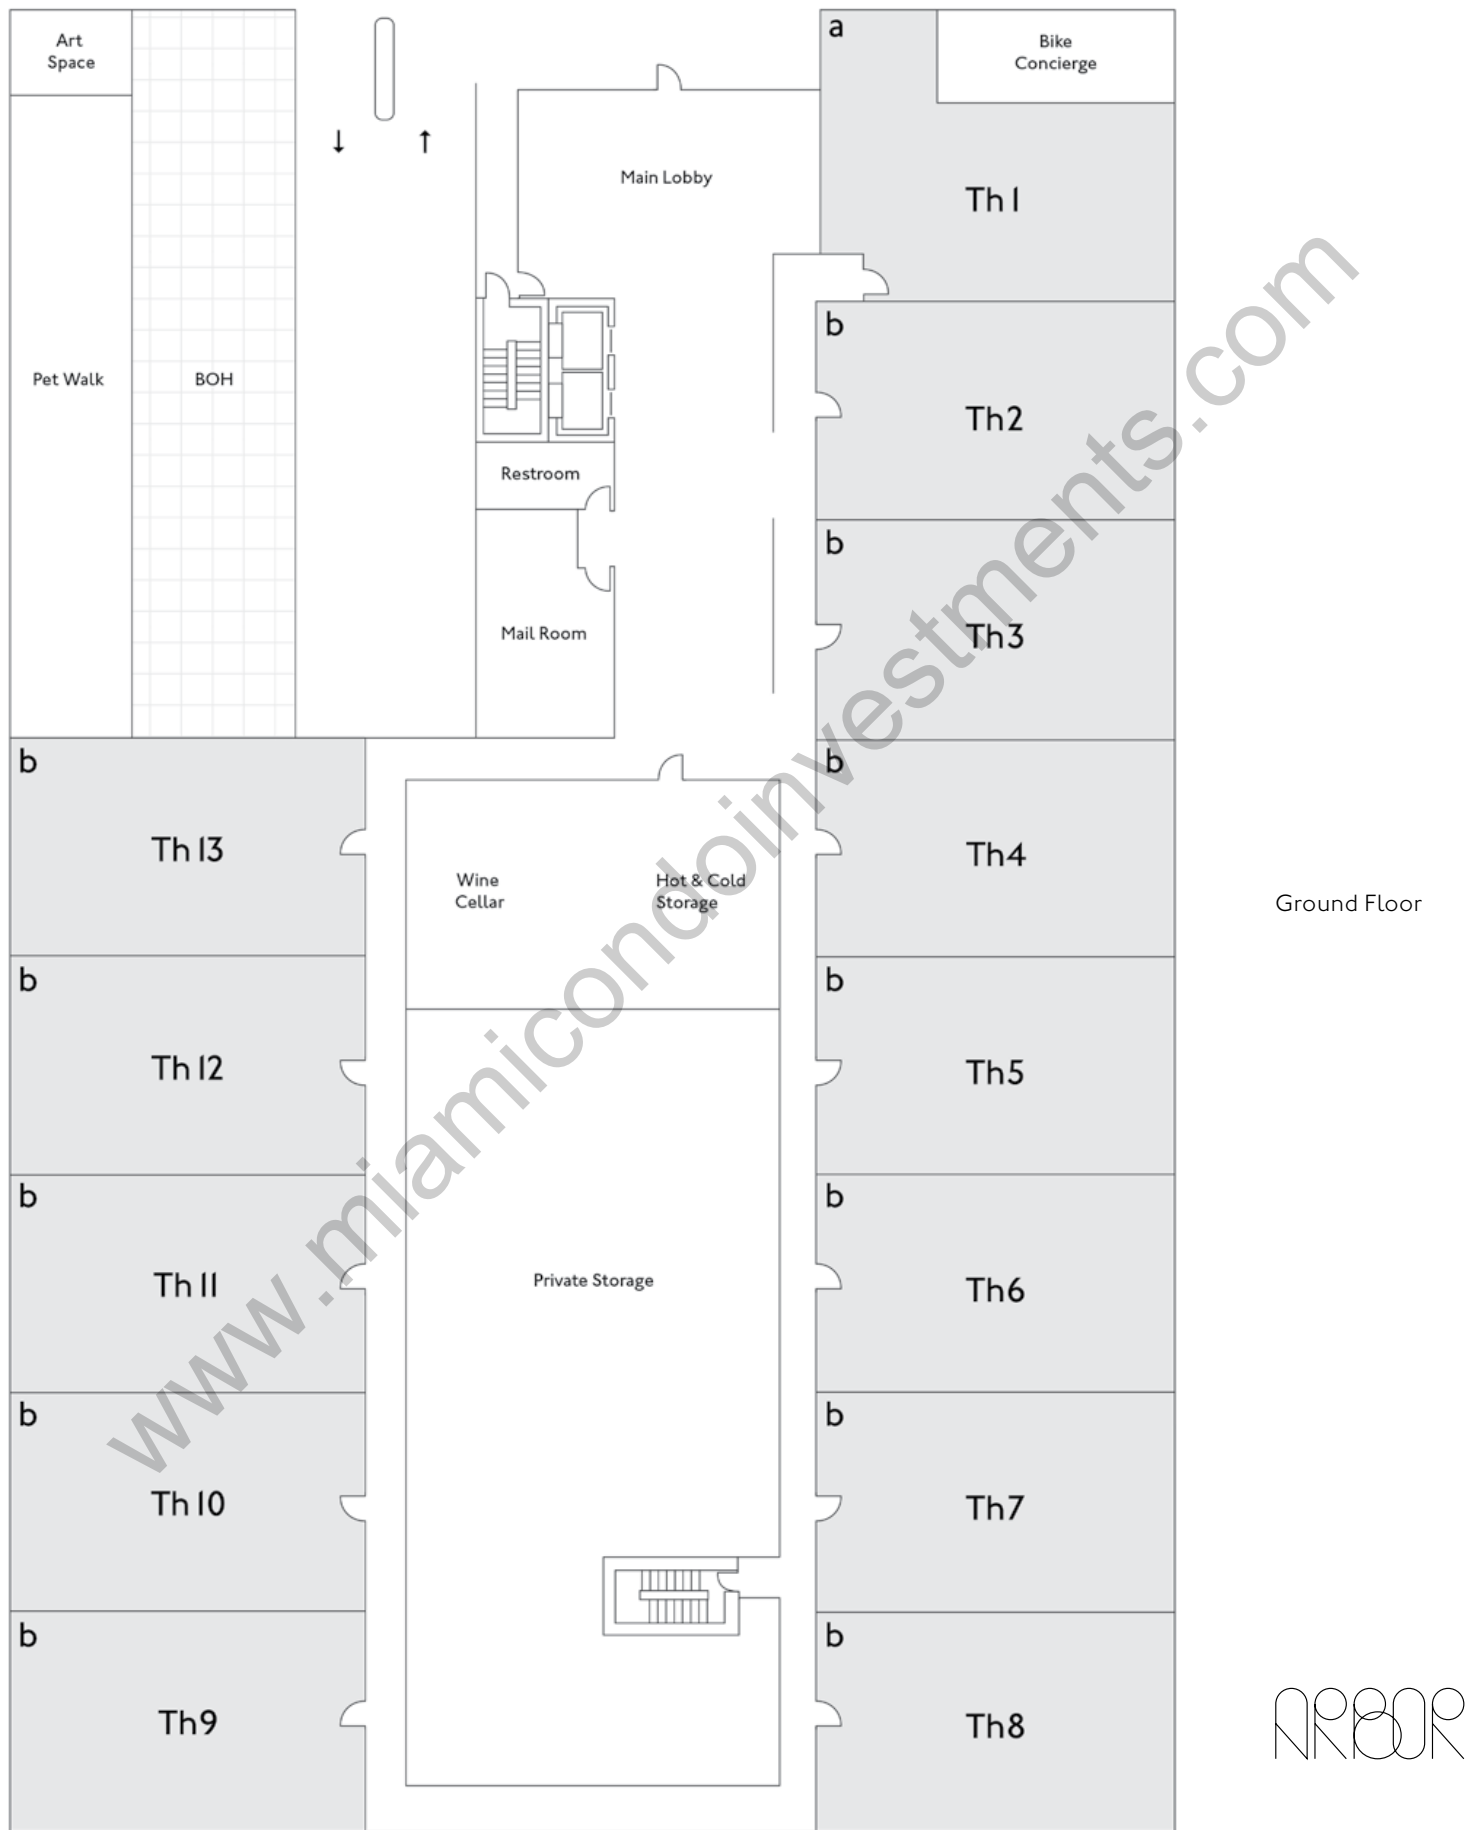 Art
Space
a
Bike
Concierge
↓ ↑
Main Lobby
Th 1
b
Pet Walk
BOH
Th2
Restroom
b
Mail Room
Th3
b
Th 13
b
Th4
Wine
Cellar
Hot & Cold
Storage
Ground Floor
b
Th 12
b
Th5
b
Th 11
b
Private Storage
Th6
b
Th 10
b
Th7
b
Th9
b
Th8
ARBOR
www.miamicondoinvestments.com